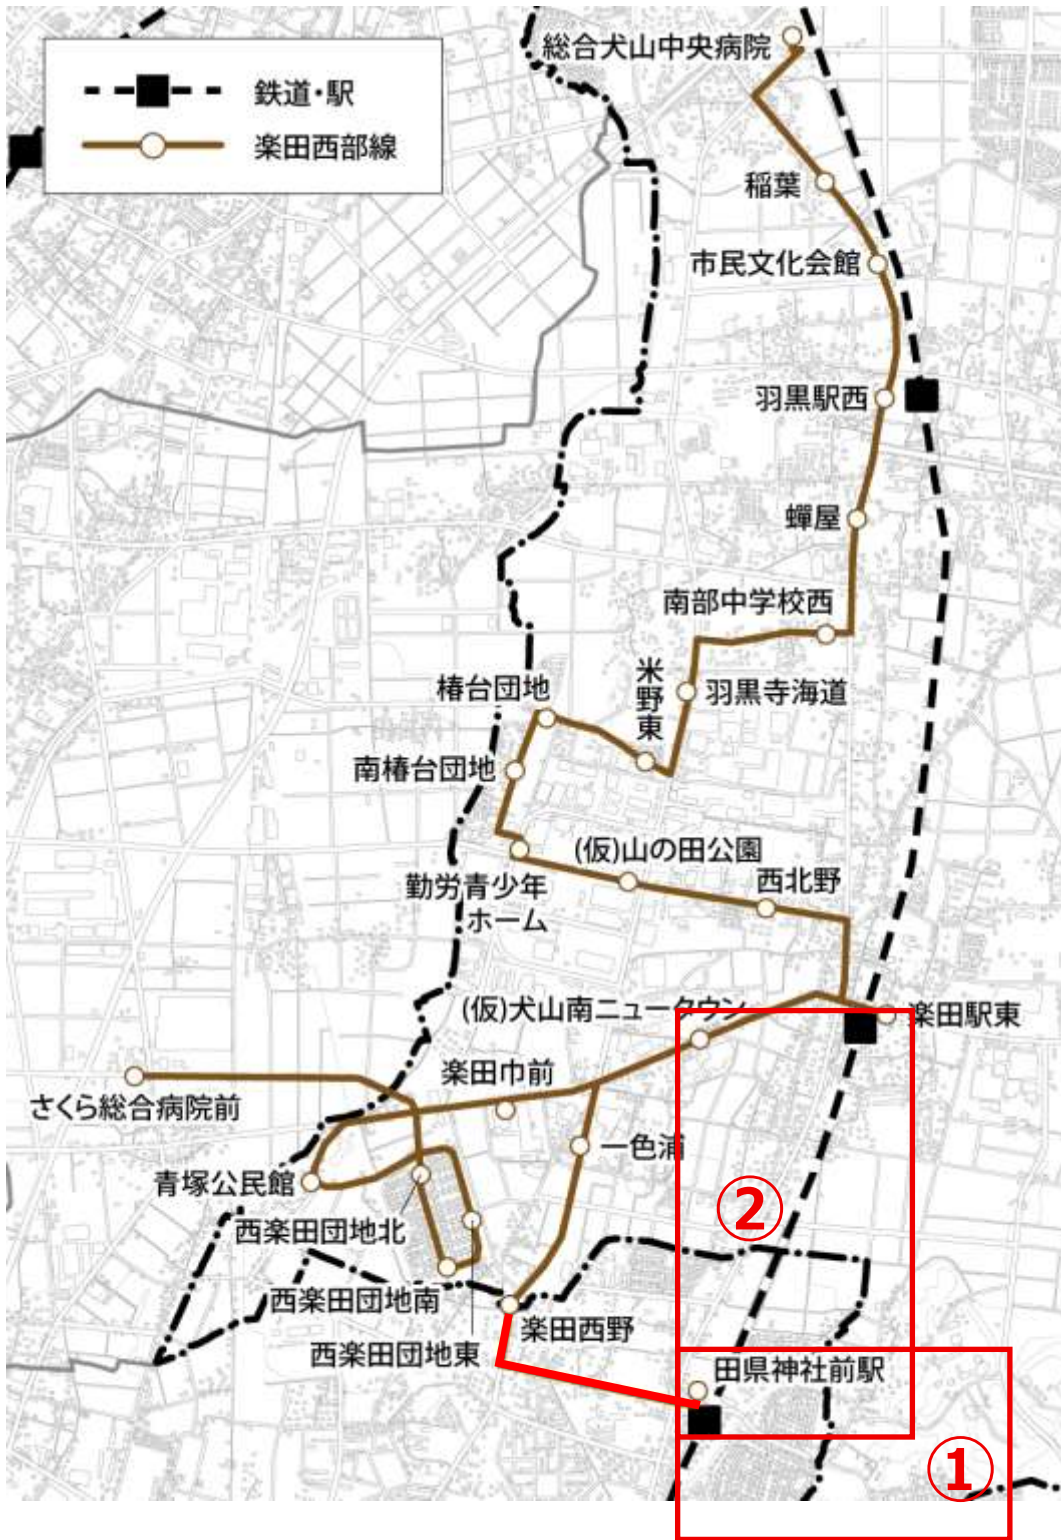 鉄道・駅
楽田西部線
総合犬山中央病院
稲葉
市民文化会館
羽黒駅西
蟬屋
南部中学校西
羽黒寺海道
米野東
椿台団地
南椿台団地
(仮)山の田公園
勤労青少年
ホーム
西北野
(仮)犬山南ニュータウン
楽田駅東
楽田巾前
さくら総合病院前
一色浦
青塚公民館
②
西楽田団地北
西楽田団地南
楽田西野
西楽田団地東
田県神社前駅
①